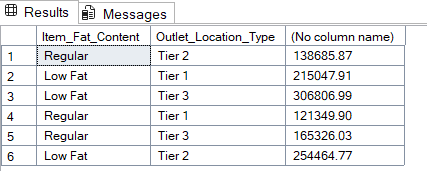 Results Messages
Item_Fat_Content Outlet_Location_Type (No column name)
1 Regular Tier 2 138685.87
2 Low Fat Tier 1 215047.91
3 Low Fat Tier 3 306806.99
4 Regular Tier 1 121349.90
5 Regular Tier 3 165326.03
6 Low Fat Tier 2 254464.77